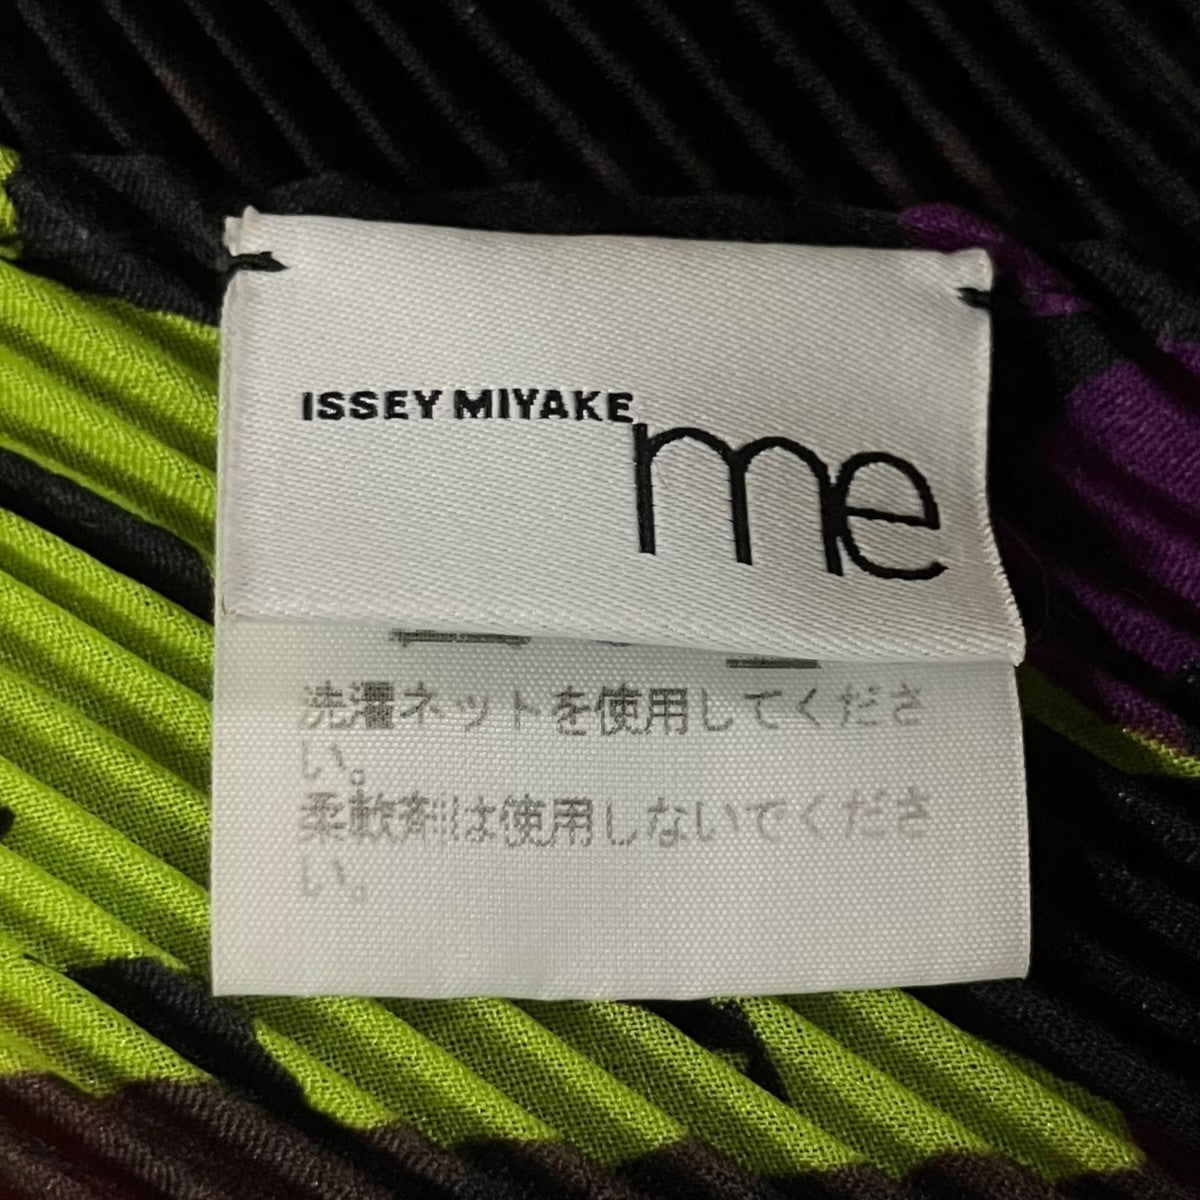 ISSEY MIYAKE
me
洗濯ネットを使用してくださ
い。
柔軟剤は使用しないでくださ
い。